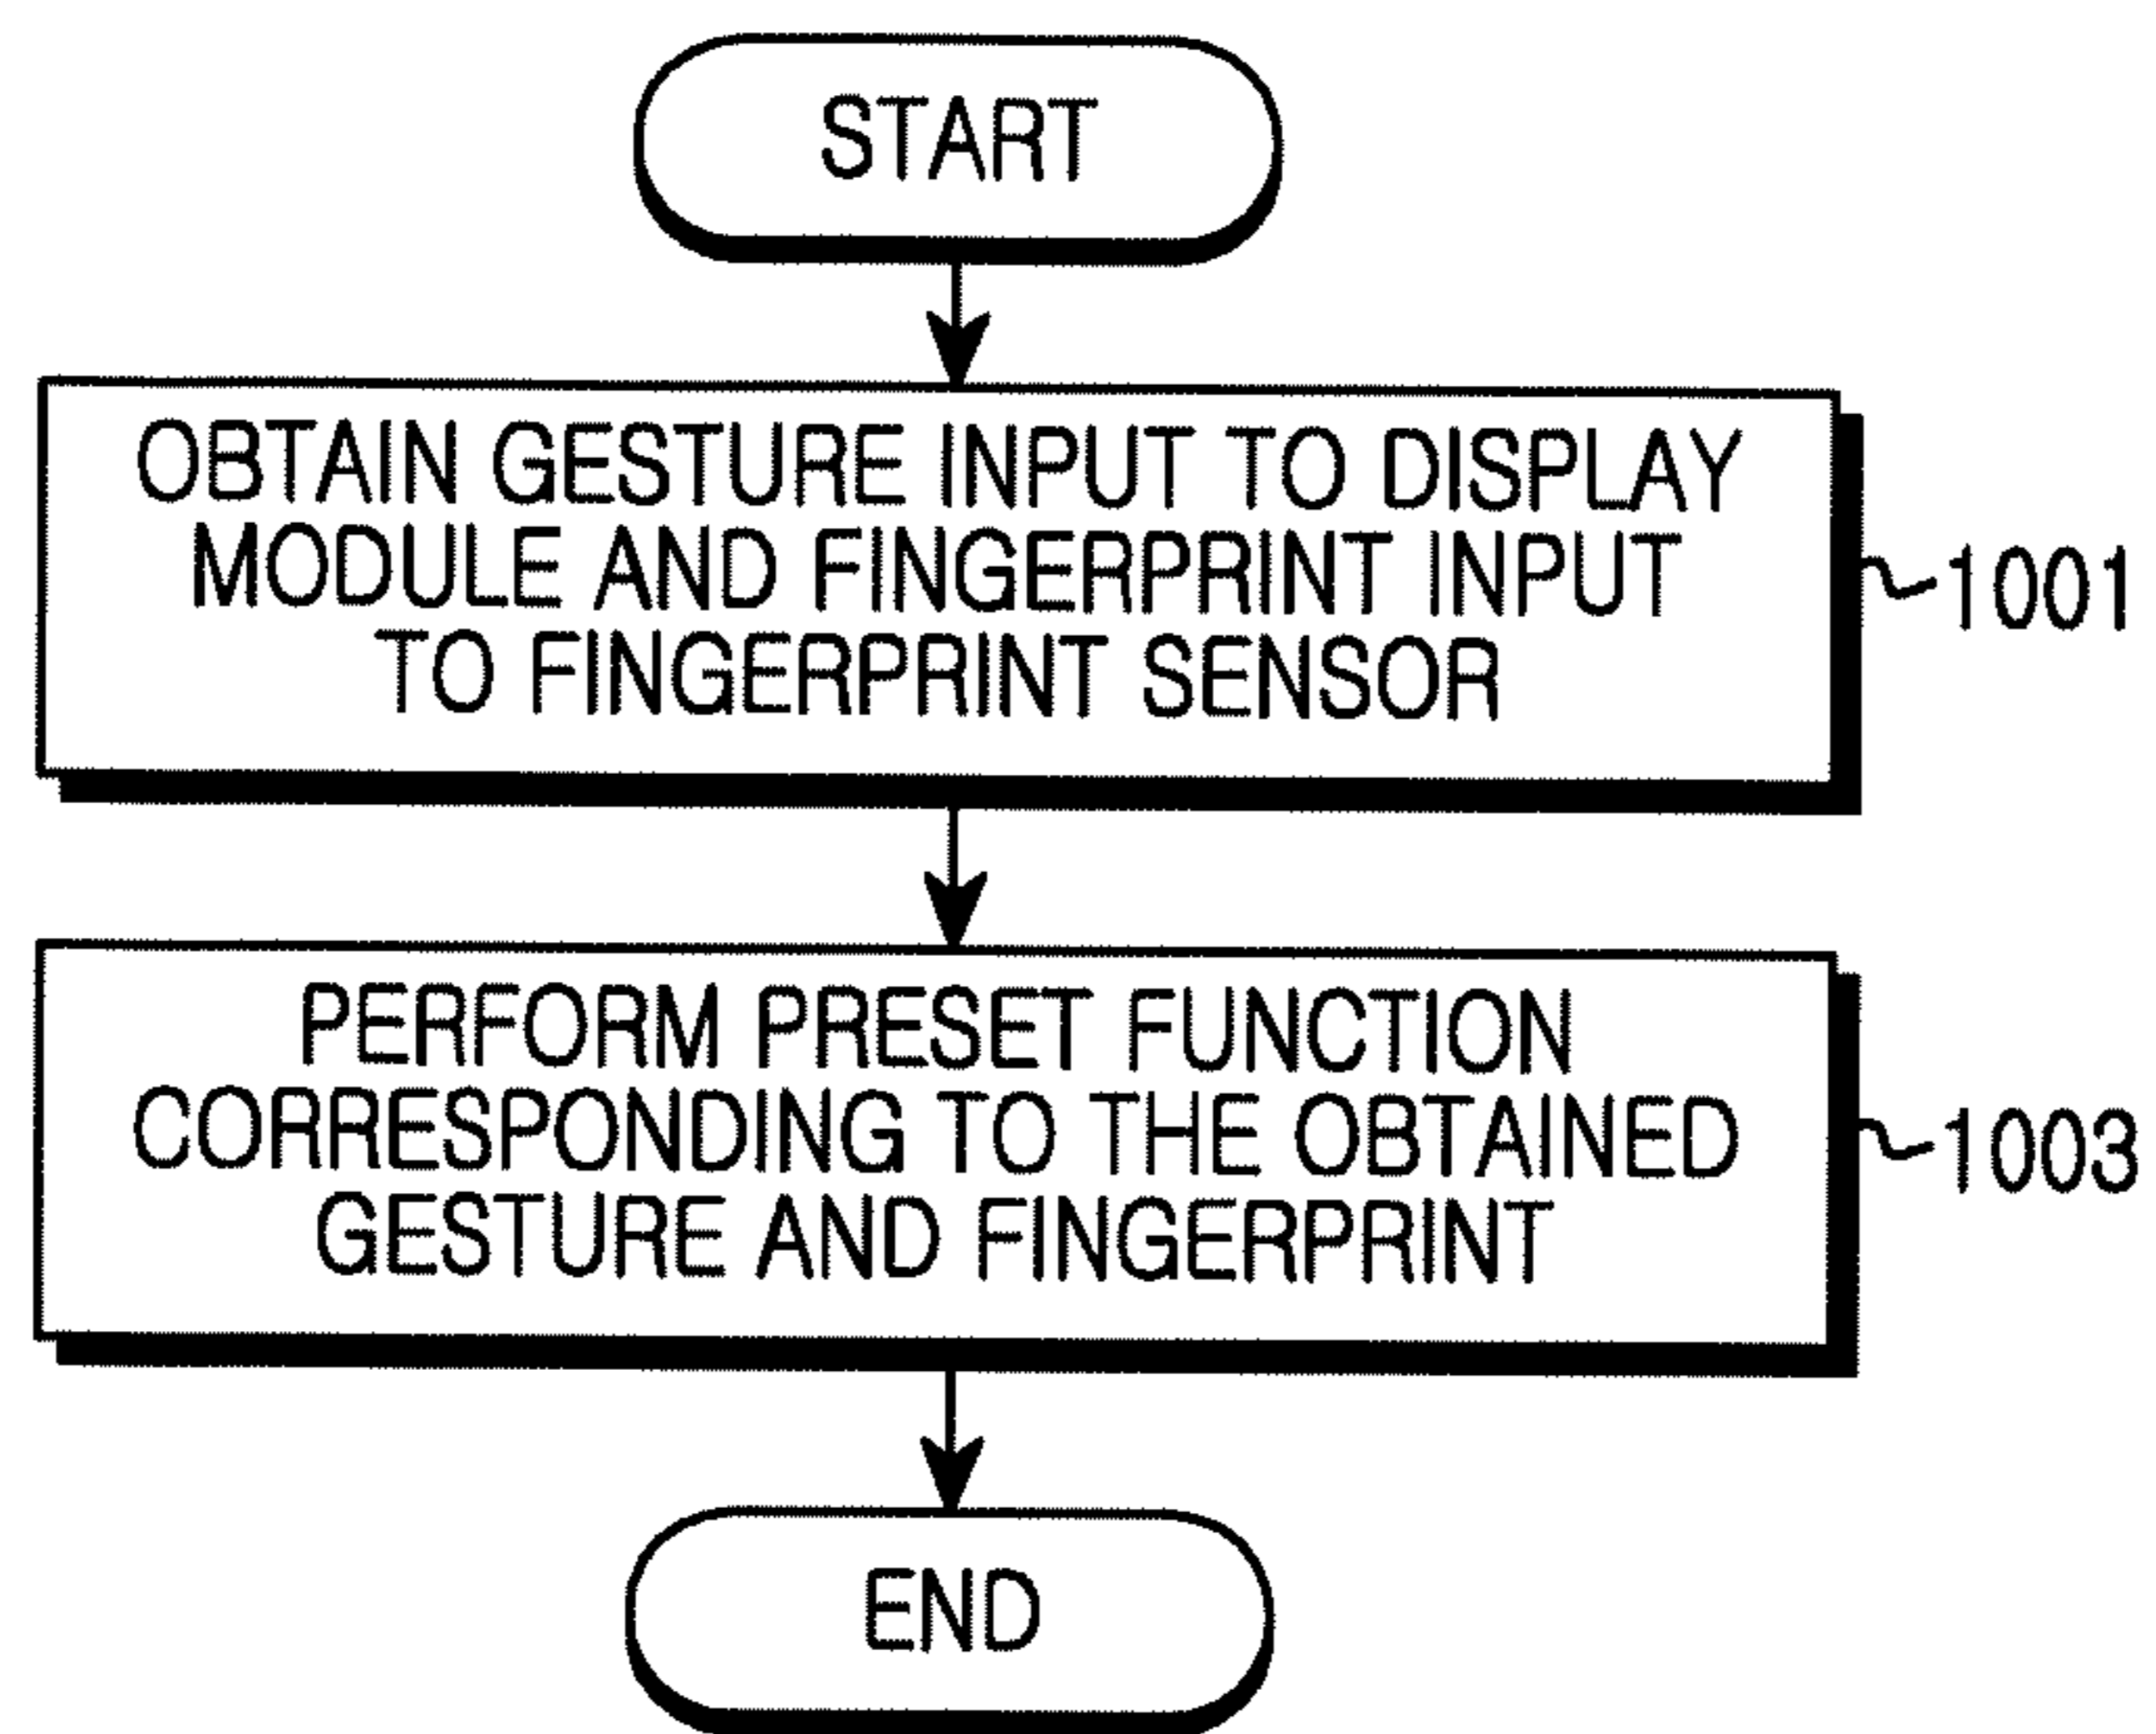 START
OBTAIN GESTURE INPUT TO DISPLAY
MODULE AND FINGERPRINT INPUT
TO FINGERPRINT SENSOR
1001
PERFORM PRESET FUNCTION
CORRESPONDING TO THE OBTAINED
GESTURE AND FINGERPRINT
1003
END